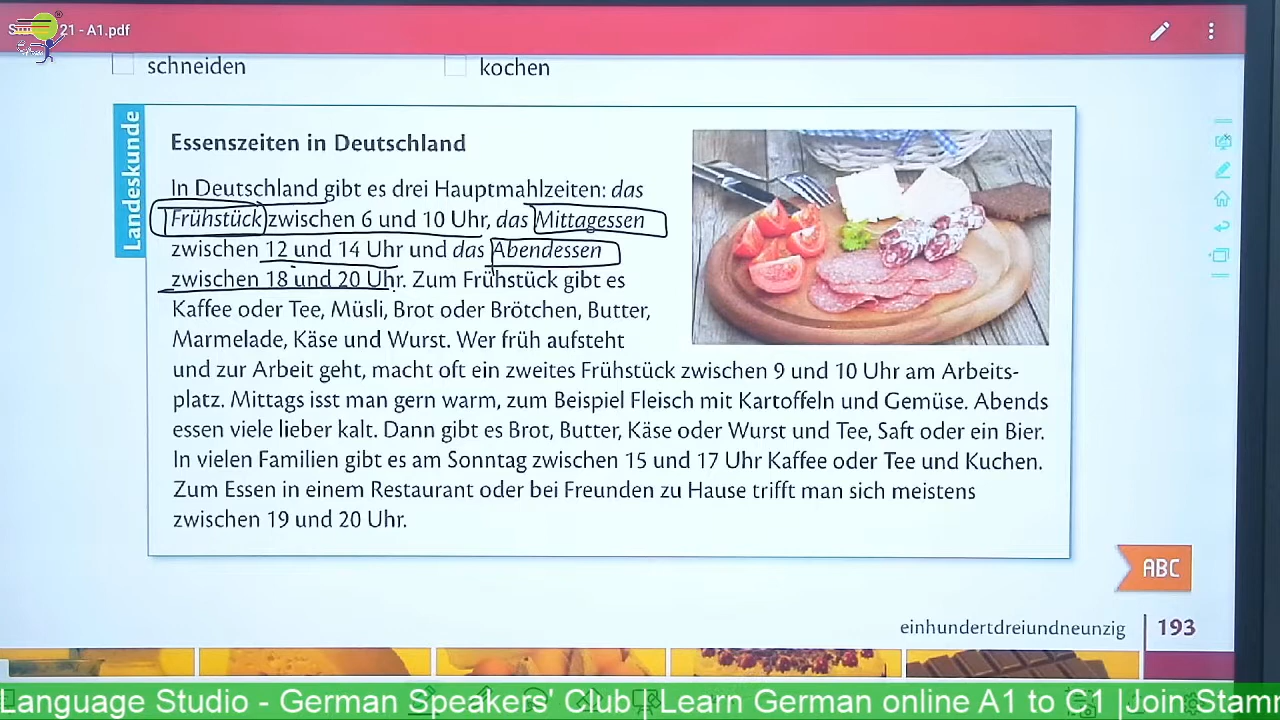 21 - A1.pdf
schneiden
kochen
Landeskunde
Essenszeiten in Deutschland
In Deutschland gibt es drei Hauptmahlzeiten: das
Frühstück zwischen 6 und 10 Uhr, das Mittagessen
zwischen 12 und 14 Uhr und das Abendessen
zwischen 18 und 20 Uhr. Zum Frühstück gibt es
Kaffee oder Tee, Müsli, Brot oder Brötchen, Butter,
Marmelade, Käse und Wurst. Wer früh aufsteht
und zur Arbeit geht, macht oft ein zweites Frühstück zwischen 9 und 10 Uhr am Arbeits-
platz. Mittags isst man gern warm, zum Beispiel Fleisch mit Kartoffeln und Gemüse. Abends
essen viele lieber kalt. Dann gibt es Brot, Butter, Käse oder Wurst und Tee, Saft oder ein Bier.
In vielen Familien gibt es am Sonntag zwischen 15 und 17 Uhr Kaffee oder Tee und Kuchen.
Zum Essen in einem Restaurant oder bei Freunden zu Hause trifft man sich meistens
zwischen 19 und 20 Uhr.
ABC
einhundertdreiundneunzig 193
Language Studio - German Speakers' Club | Learn German online A1 to C1 | Join